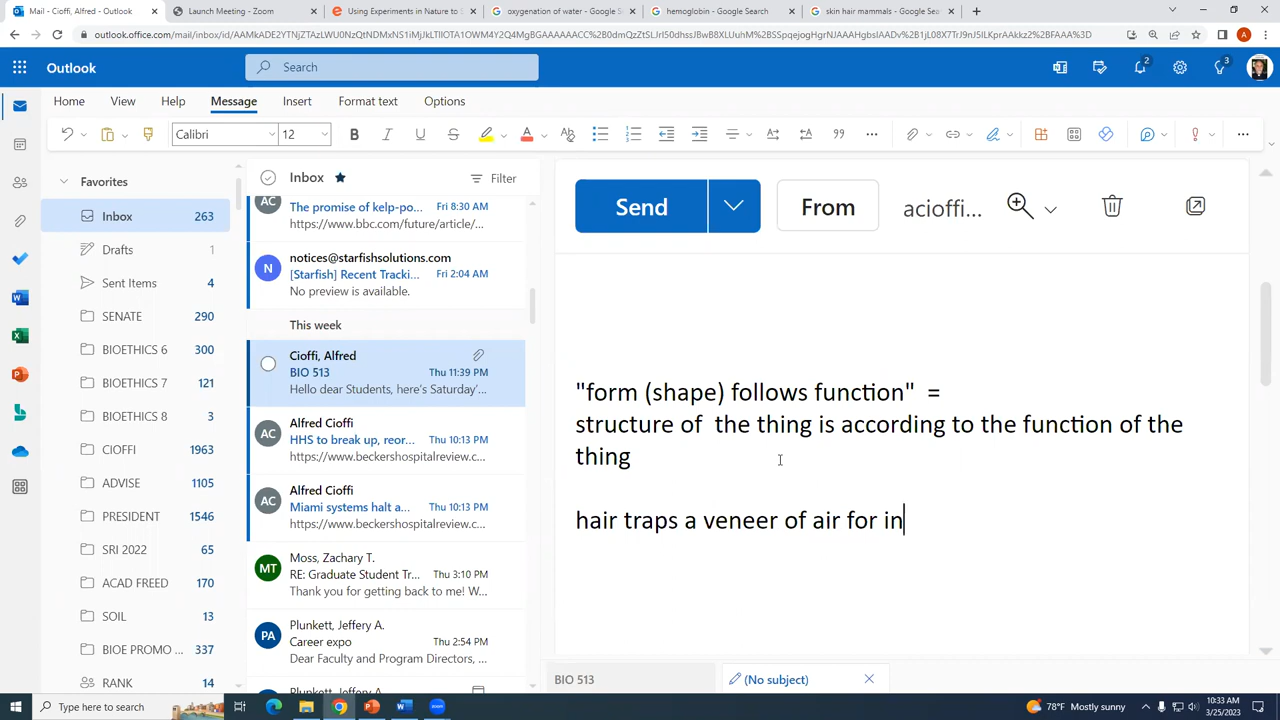 Mail - Cioffi, Alfred - Outlook
Launch Meeting - Zoom
Using Experiments in Nature to S
oxygenation of water - Google S
hemoglobin - Google Search
skin hair mammals - Google Sea
Outlook
Search
2
3
Home
View
Help
Message
Insert
Format text
Options
Calibri
12
Favorites
Inbox 263
Drafts 1
Sent Items 4
SENATE 290
BIOETHICS 6 300
BIOETHICS 7 121
BIOETHICS 8 3
CIOFFI 1963
ADVISE 1105
PRESIDENT 1546
SRI 2022 65
ACAD FREED 170
SOIL 13
BIOE PROMO ... 337
RANK 14
Inbox
Filter
AC
The promise of kelp-po... Fri 8:30 AM
https://www.bbc.com/future/article/~
N
notices@starfishsolutions.com
[Starfish] Recent Tracki... Fri 2:04 AM
No preview is available.
This week
Cioffi, Alfred
BIO 513 Thu 11:39 PM
Hello dear Students, here's Saturday'...
AC
Alfred Cioffi
HHS to break up, reor... Thu 10:13 PM
https://www.beckershospitalreview.c...
AC
Alfred Cioffi
Miami systems halt a... Thu 10:13 PM
https://www.beckershospitalreview.c...
MT
Moss, Zachary T.
RE: Graduate Student Tr... Thu 3:10 PM
Thank you for getting back to me! W...
PA
Plunkett, Jeffery A.
Career expo Thu 2:54 PM
Dear Faculty and Program Directors, ...
Plunkett, Jeffery A.
Send
From
acioffi...
"form (shape) follows function" =
structure of the thing is according to the function of the
thing
hair traps a veneer of air for in
BIO 513
(No subject)
Type here to search
78°F Mostly sunny
10:33 AM
3/25/2023